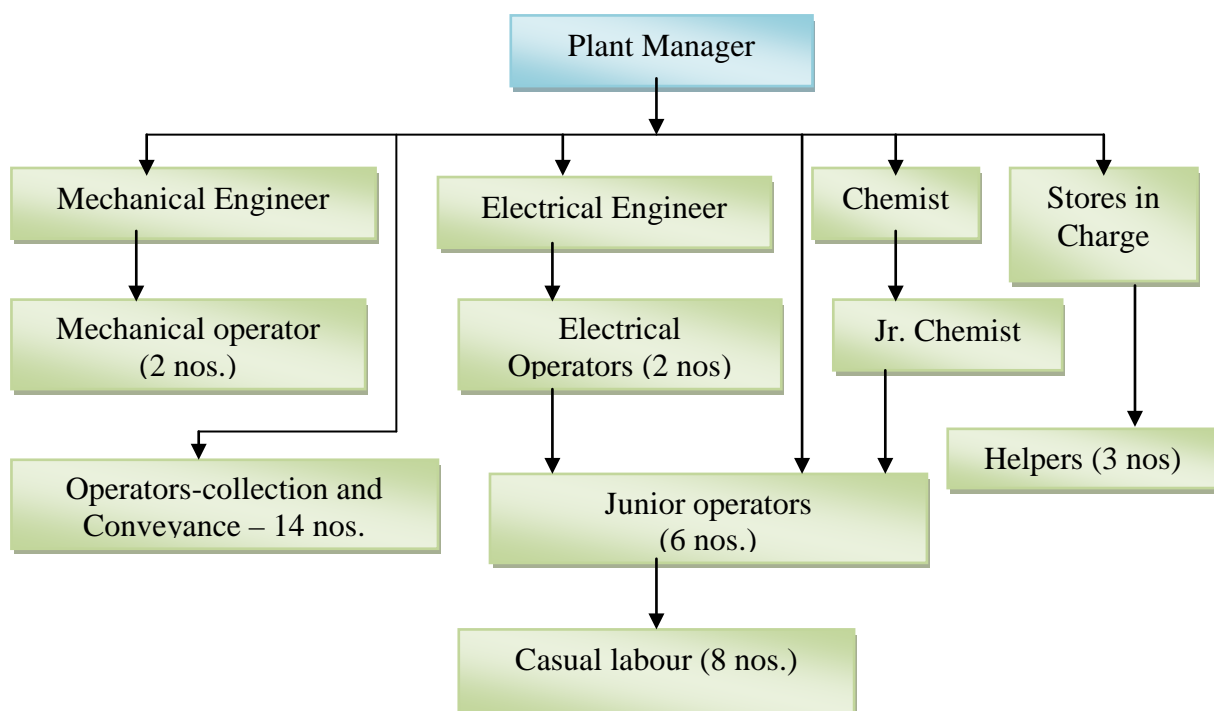 Plant Manager
Mechanical Engineer
Electrical Engineer
Chemist
Stores in
Charge
Mechanical operator
(2 nos.)
Electrical
Operators (2 nos)
Jr. Chemist
Helpers (3 nos)
Operators-collection and
Conveyance – 14 nos.
Junior operators
(6 nos.)
Casual labour (8 nos.)